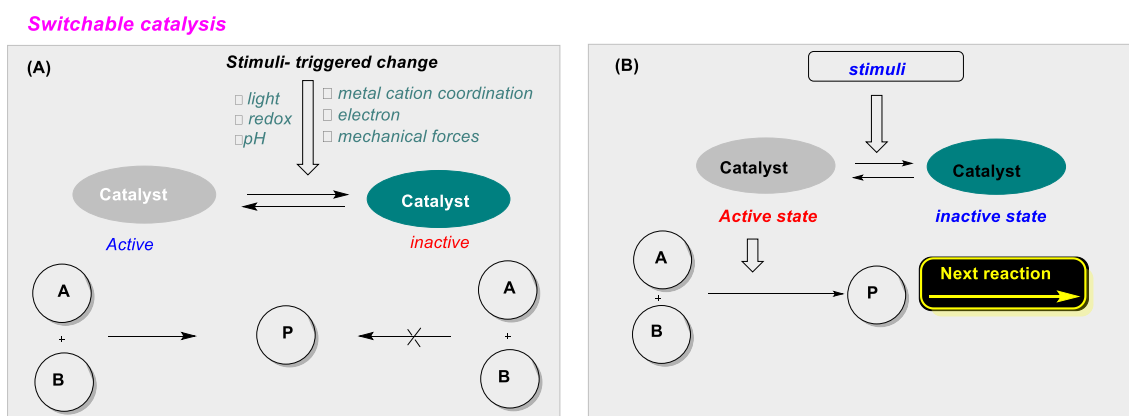 Switchable catalysis
(A)
Stimuli- triggered change
□ light
□ redox
□pH
□ metal cation coordination
□ electron
□ mechanical forces
Catalyst
Catalyst
Active
inactive
A
+
B
P
A
+
B
(B)
stimuli
Catalyst
Catalyst
Active state
inactive state
A
+
B
P
Next reaction